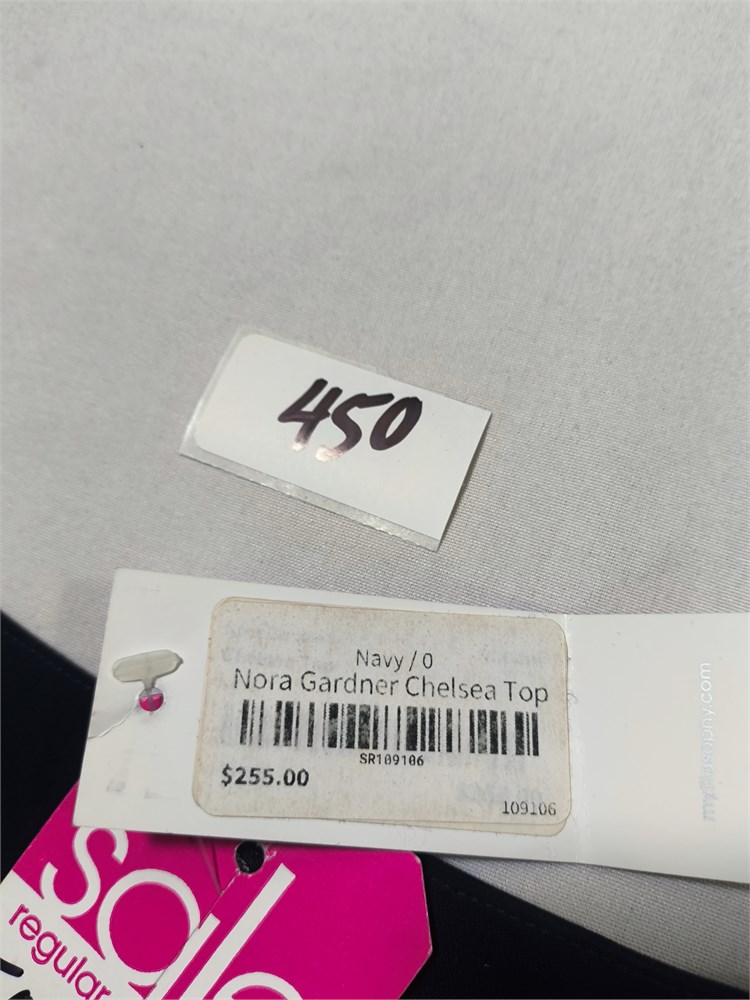 450
Navy / 0
Nora Gardner Chelsea Top
SR109106
$255.00
109106
sale
regular